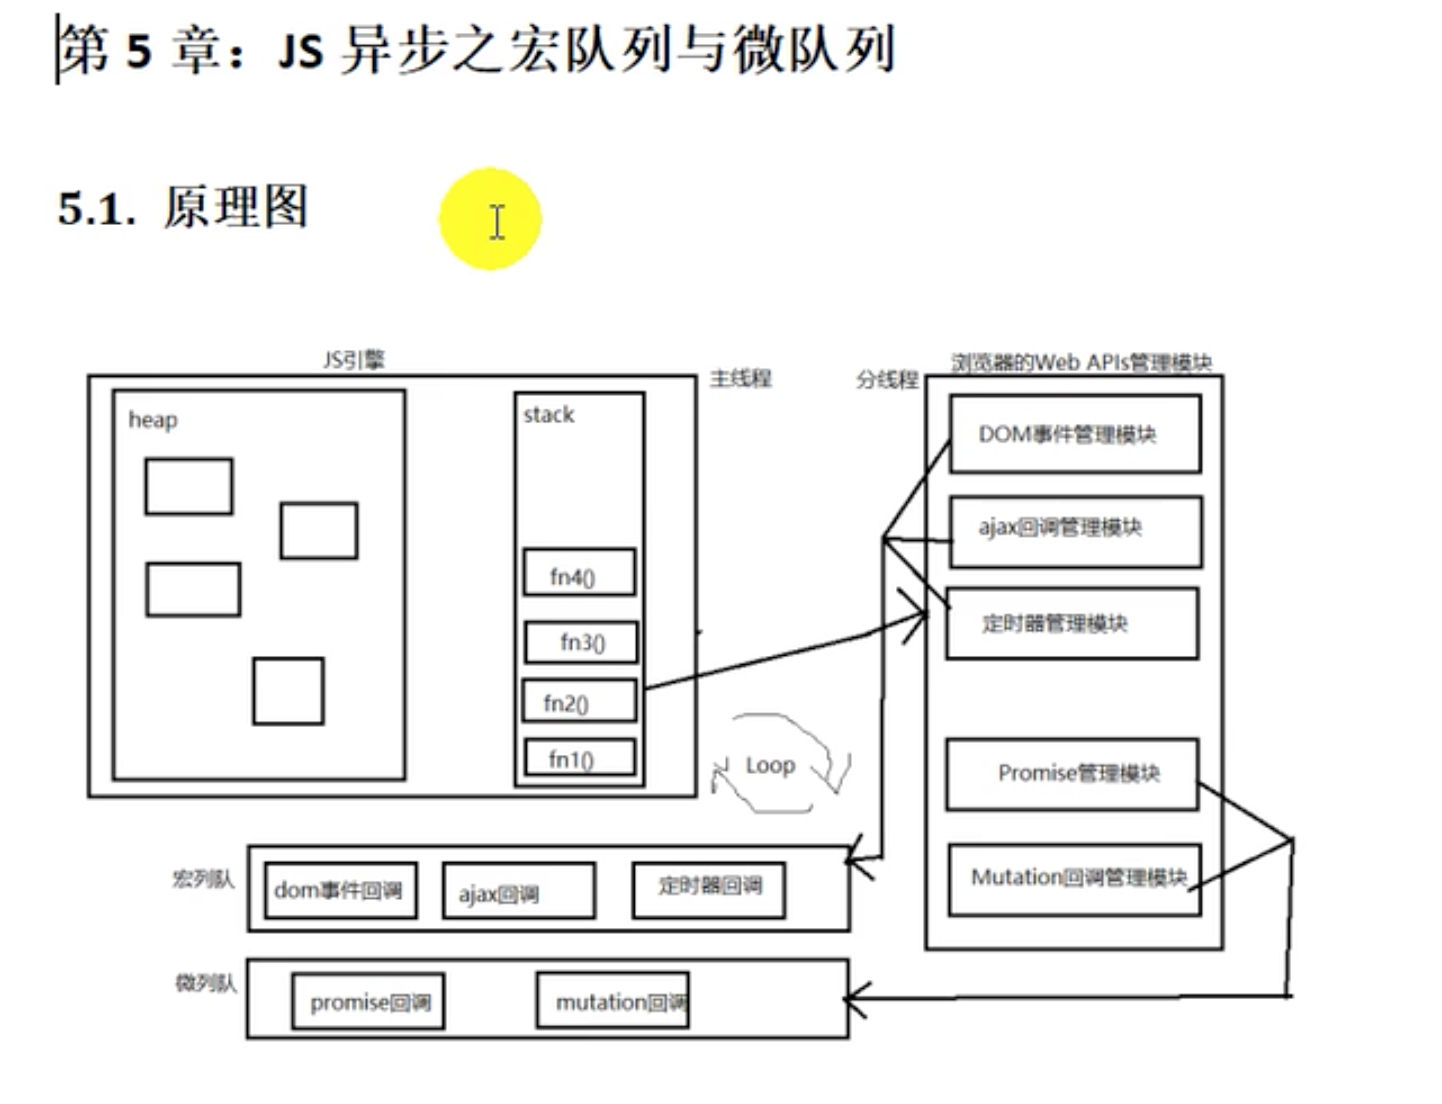 第 5 章：JS 异步之宏队列与微队列
5.1. 原理图
JS引擎
主线程
分线程
浏览器的Web APIs管理模块
heap
stack
fn4()
fn3()
fn2()
fn1()
DOM事件管理模块
ajax回调管理模块
定时器管理模块
Promise管理模块
Mutation回调管理模块
Loop
宏列队
dom事件回调
ajax回调
定时器回调
微列队
promise回调
mutation回调